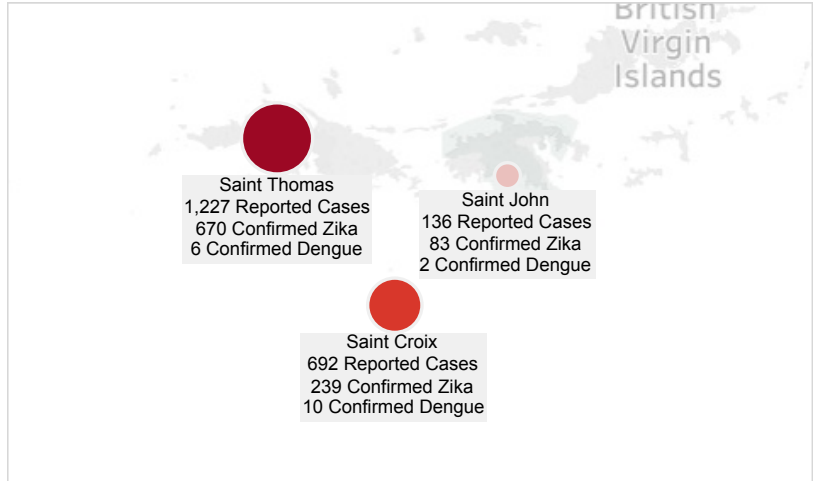 British
Virgin
Islands
Saint Thomas
1,227 Reported Cases
670 Confirmed Zika
6 Confirmed Dengue
Saint John
136 Reported Cases
83 Confirmed Zika
2 Confirmed Dengue
Saint Croix
692 Reported Cases
239 Confirmed Zika
10 Confirmed Dengue